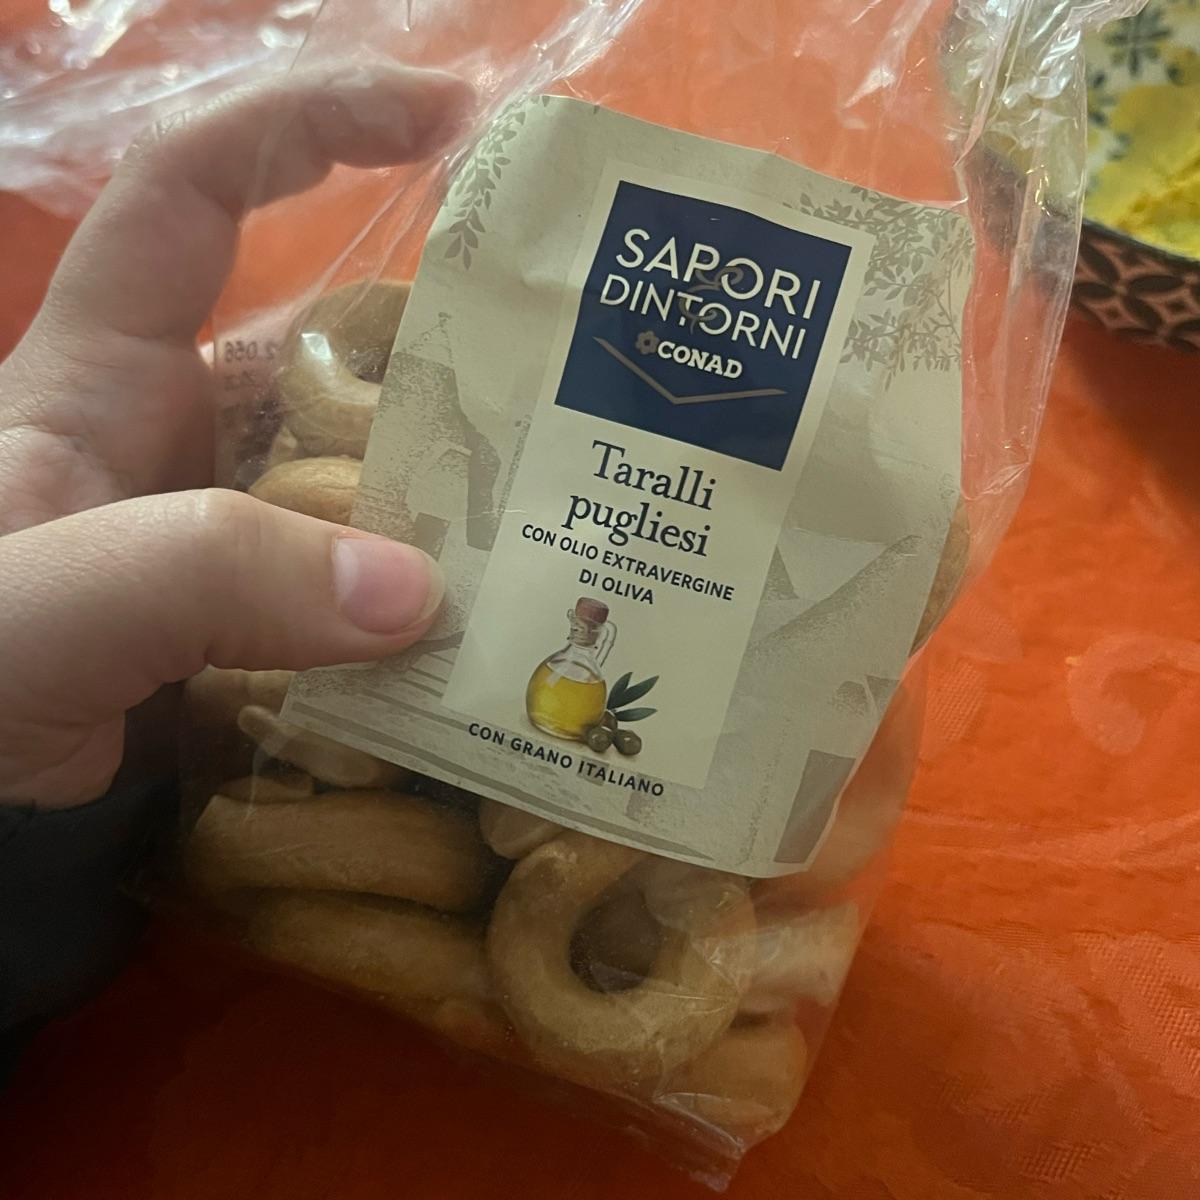 SAPORI
DINTORNI
CONAD
Taralli
pugliesi
CON OLIO EXTRAVERGINE
DI OLIVA
CON GRANO ITALIANO